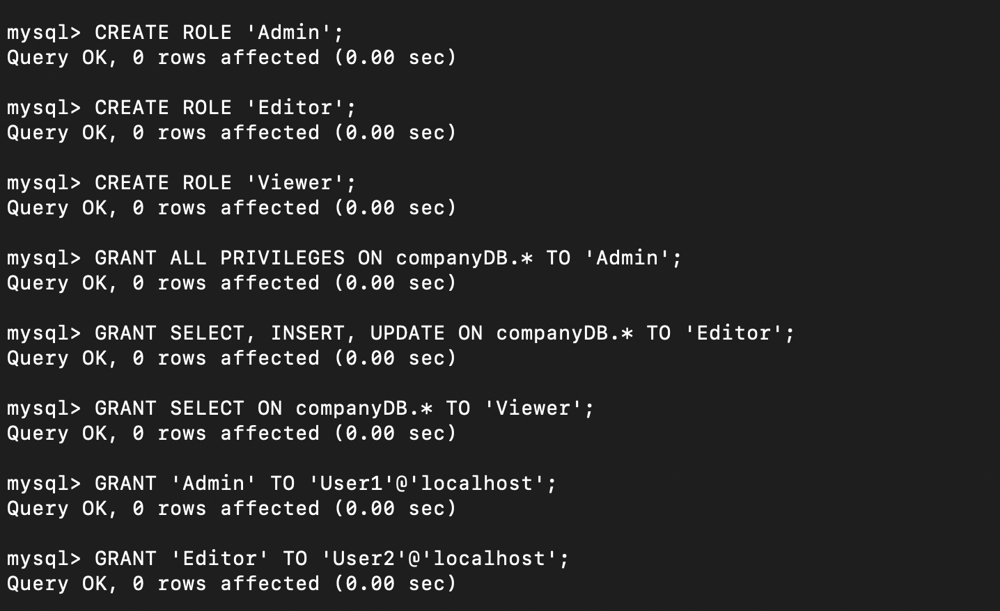 mysql> CREATE ROLE 'Admin';
Query OK, 0 rows affected (0.00 sec)
mysql> CREATE ROLE 'Editor';
Query OK, 0 rows affected (0.00 sec)
mysql> CREATE ROLE 'Viewer';
Query OK, 0 rows affected (0.00 sec)
mysql> GRANT ALL PRIVILEGES ON companyDB.* TO 'Admin';
Query OK, 0 rows affected (0.00 sec)
mysql> GRANT SELECT, INSERT, UPDATE ON companyDB.* TO 'Editor';
Query OK, 0 rows affected (0.00 sec)
mysql> GRANT SELECT ON companyDB.* TO 'Viewer';
Query OK, 0 rows affected (0.00 sec)
mysql> GRANT 'Admin' TO 'User1'@'localhost';
Query OK, 0 rows affected (0.00 sec)
mysql> GRANT 'Editor' TO 'User2'@'localhost';
Query OK, 0 rows affected (0.00 sec)